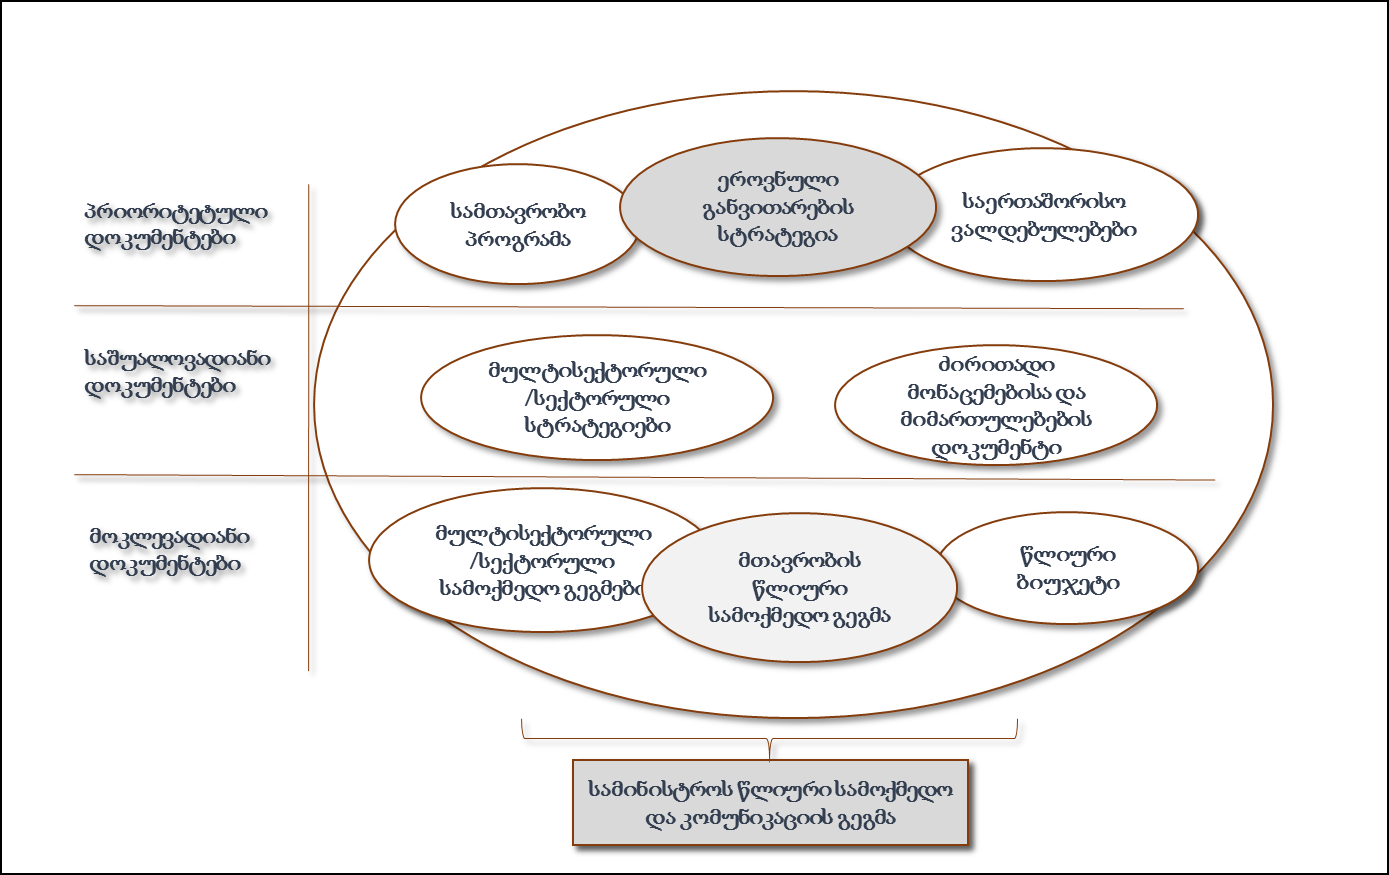 პრიორიტეტული
დოკუმენტები
სამთავრობო
პროგრამა
ეროვნული
განვითარების
სტრატეგია
საერთაშორისო
ვალდებულებები
საშუალოვადიანი
დოკუმენტები
მულტისექტორული
/სექტორული
სტრატეგიები
ძირითადი
მონაცემებისა და
მიმართულებების
დოკუმენტი
მოკლევადიანი
დოკუმენტები
მულტისექტორული
/სექტორული
სამოქმედო გეგმები
მთავრობის
წლიური
სამოქმედო გეგმა
წლიური
ბიუჯეტი
სამინისტროს წლიური სამოქმედო
და კომუნიკაციის გეგმა